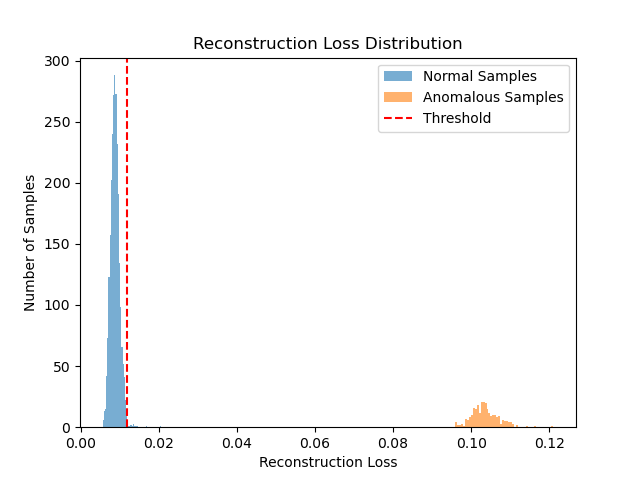 Reconstruction Loss Distribution
Number of Samples
300
250
200
150
100
50
0
Normal Samples
Anomalous Samples
Threshold
0.00 0.02 0.04 0.06 0.08 0.10 0.12
Reconstruction Loss